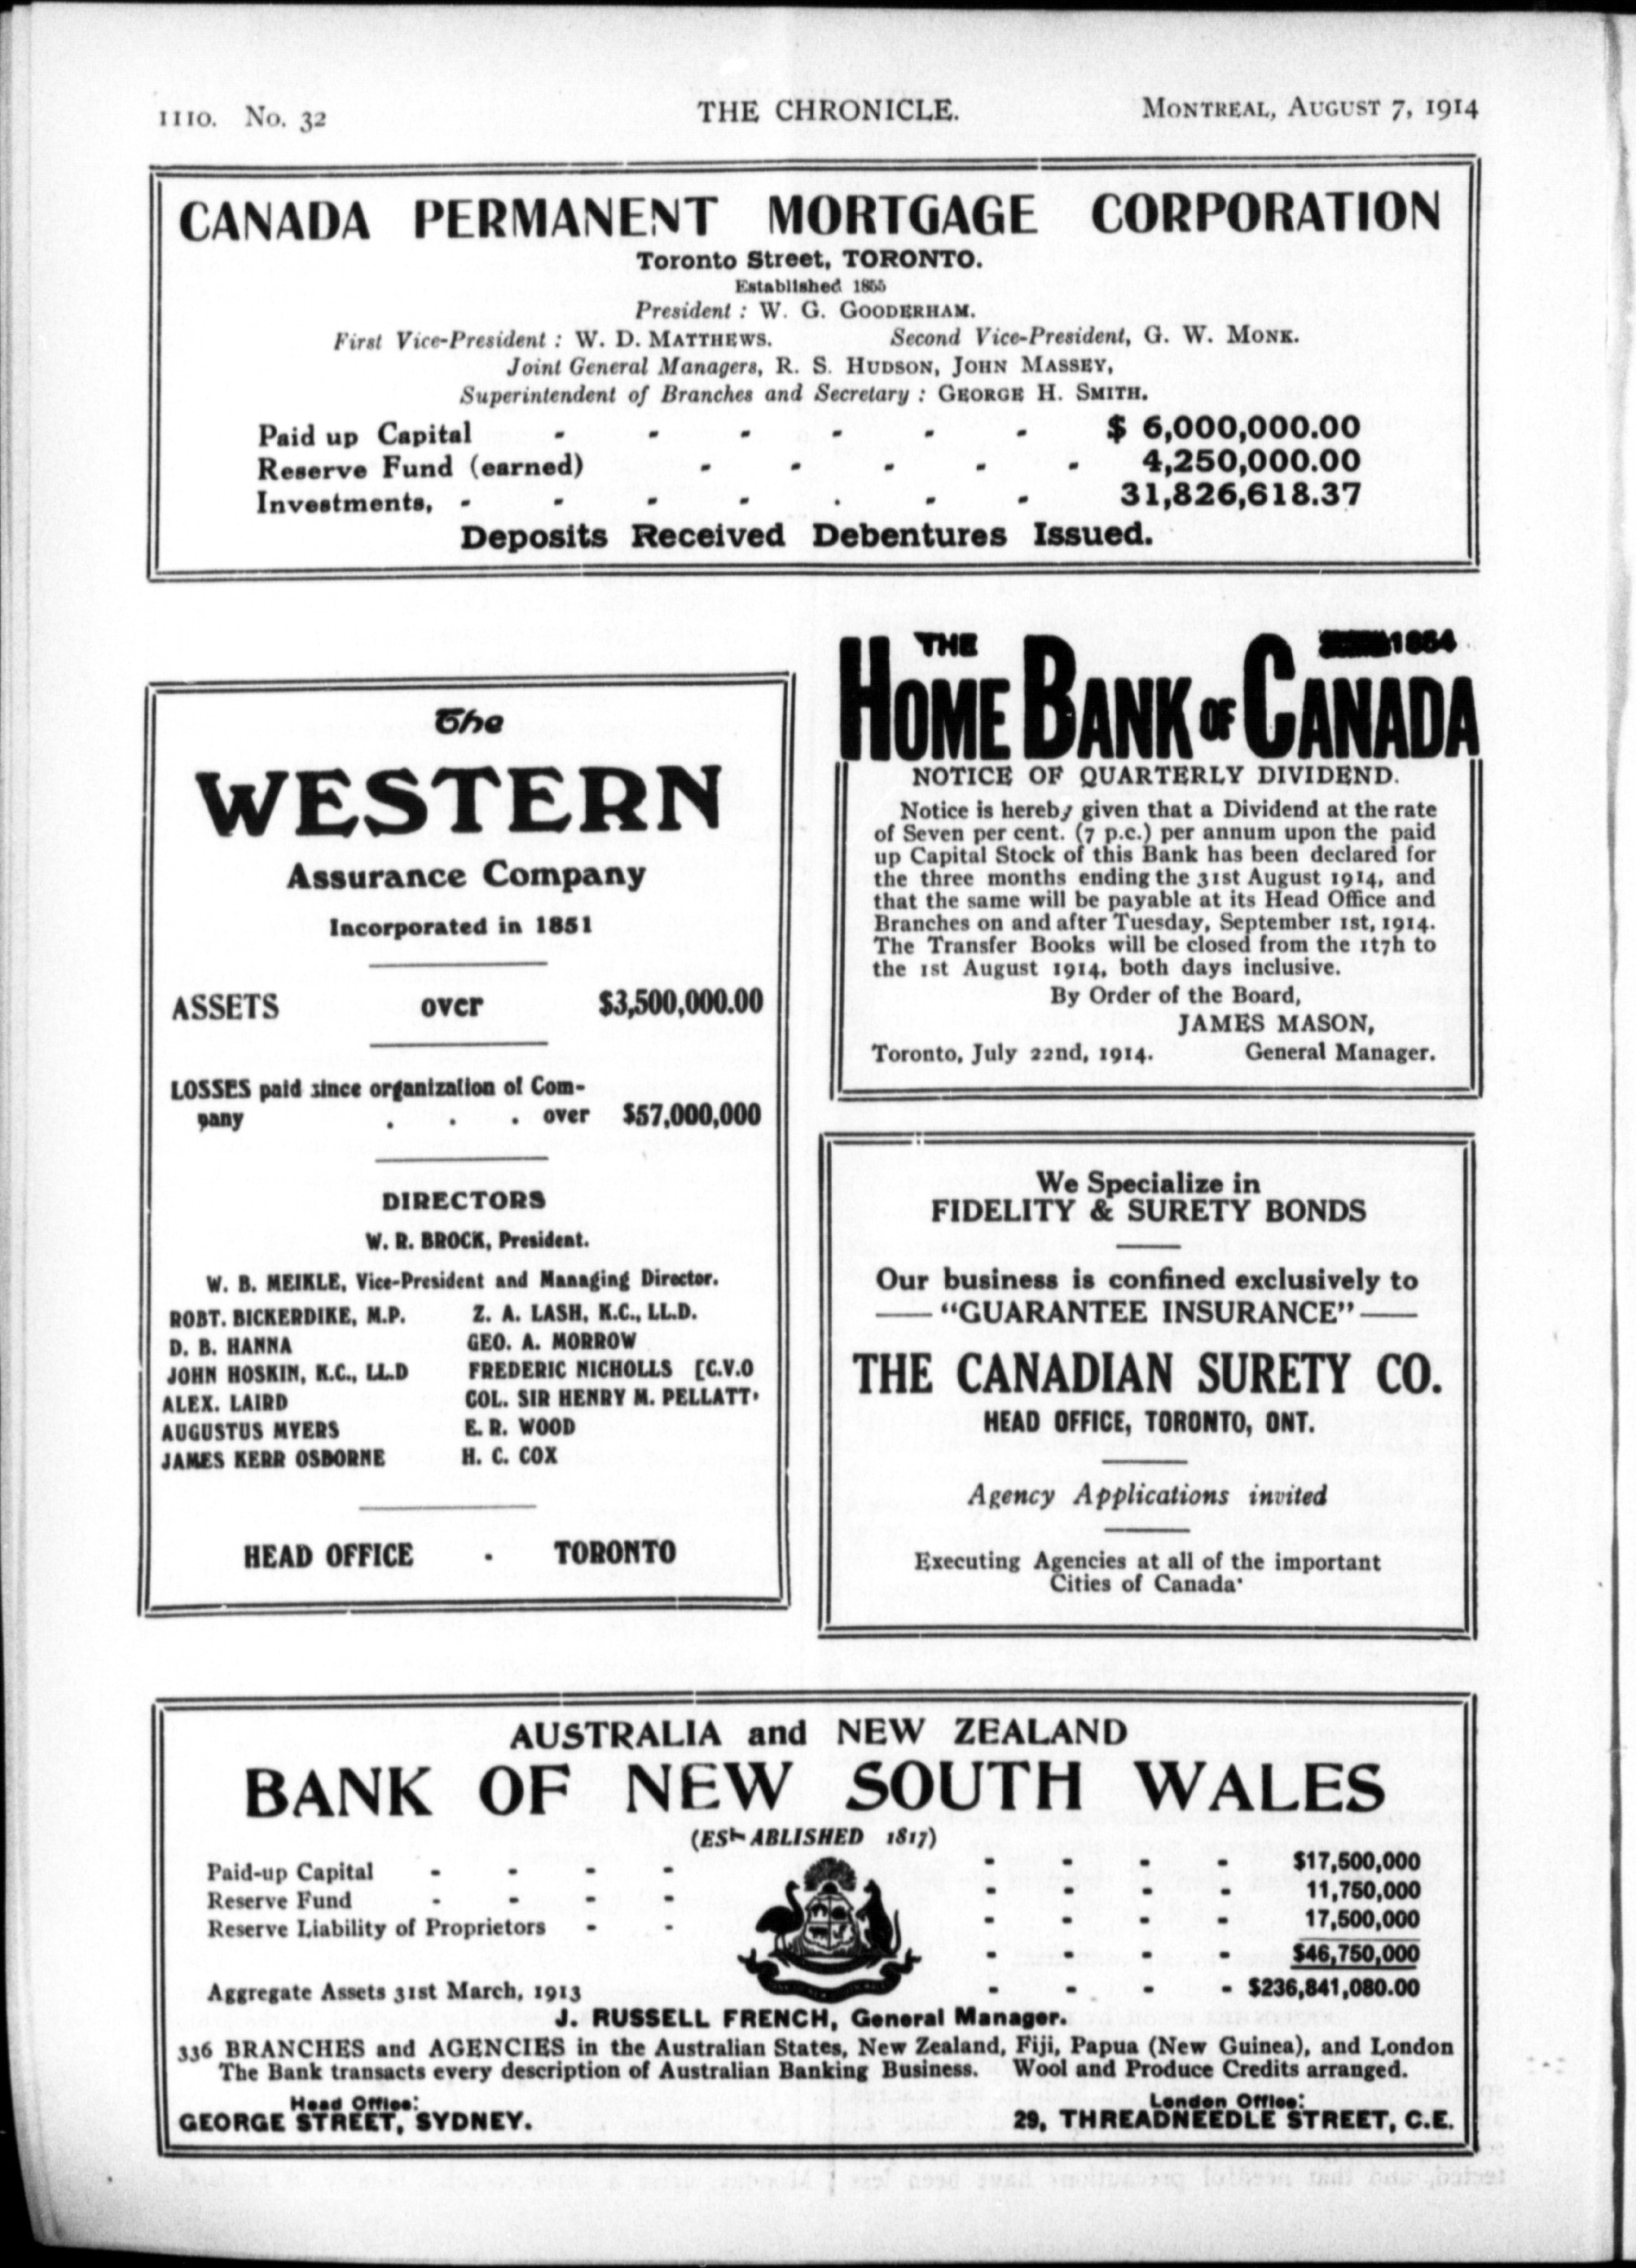 1110. No. 32 THE CHRONICLE. MONTREAL, AUGUST 7, 1914
CANADA PERMANENT MORTGAGE CORPORATION
Toronto Street, TORONTO.
Established 1855
President : W. G. GOODERHAM.
First Vice-President : W. D. MATTHEWS. Second Vice-President, G. W. MONK.
Joint General Managers, R. S. HUDSON, JOHN MASSEY,
Superintendent of Branches and Secretary : GEORGE H. SMITH.
Paid up Capital - - - - - - $ 6,000,000.00
Reserve Fund (earned) - - - - - 4,250,000.00
Investments, - - - - . - - 31,826,618.37
Deposits Received Debentures Issued.
The
WESTERN
Assurance Company
Incorporated in 1851
ASSETS over $3,500,000.00
LOSSES paid since organization of Com-
pany . . . over $57,000,000
DIRECTORS
W. R. BROCK, President.
W. B. MEIKLE, Vice-President and Managing Director.
ROBT. BICKERDIKE, M.P. Z. A. LASH, K.C., LL.D.
D. B. HANNA GEO. A. MORROW
JOHN HOSKIN, K.C., LL.D FREDERIC NICHOLLS [C.V.O
ALEX. LAIRD COL. SIR HENRY M. PELLATT'
AUGUSTUS MYERS E. R. WOOD
JAMES KERR OSBORNE H. C. COX
HEAD OFFICE . TORONTO
THE 1854
HOME BANK OF CANADA
NOTICE OF QUARTERLY DIVIDEND.
Notice is hereby given that a Dividend at the rate
of Seven per cent. (7 p.c.) per annum upon the paid
up Capital Stock of this Bank has been declared for
the three months ending the 31st August 1914, and
that the same will be payable at its Head Office and
Branches on and after Tuesday, September 1st, 1914.
The Transfer Books will be closed from the 1t7h to
the 1st August 1914, both days inclusive.
By Order of the Board,
JAMES MASON,
Toronto, July 22nd, 1914. General Manager.
We Specialize in
FIDELITY & SURETY BONDS
Our business is confined exclusively to
— "GUARANTEE INSURANCE" —
THE CANADIAN SURETY CO.
HEAD OFFICE, TORONTO, ONT.
Agency Applications invited
Executing Agencies at all of the important
Cities of Canada·
AUSTRALIA and NEW ZEALAND
BANK OF NEW SOUTH WALES
(ESTABLISHED 1817)
Paid-up Capital - - - - - - - - $17,500,000
Reserve Fund - - - - - - - - 11,750,000
Reserve Liability of Proprietors - - - - - - 17,500,000
- - - - $46,750,000
Aggregate Assets 31st March, 1913 - - - - $236,841,080.00
J. RUSSELL FRENCH, General Manager.
336 BRANCHES and AGENCIES in the Australian States, New Zealand, Fiji, Papua (New Guinea), and London
The Bank transacts every description of Australian Banking Business. Wool and Produce Credits arranged.
Head Office: London Office:
GEORGE STREET, SYDNEY. 29, THREADNEEDLE STREET, C.E.